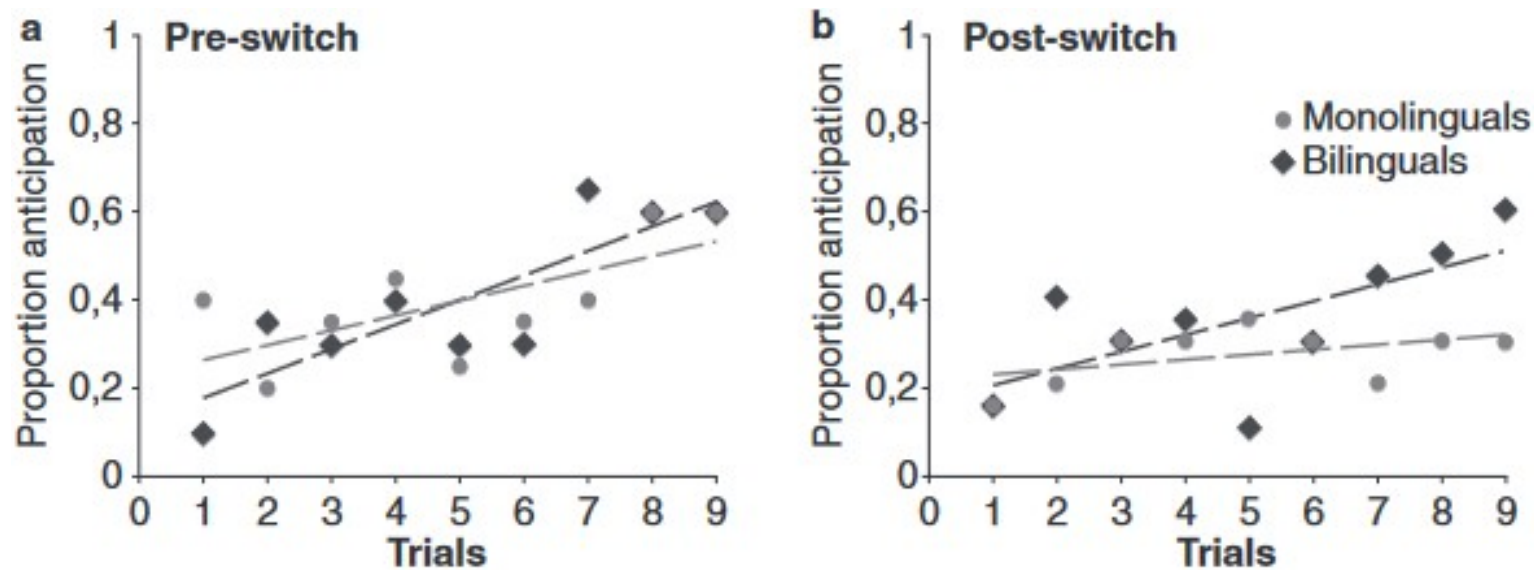 a Pre-switch
Proportion anticipation
1
0,8
0,6
0,4
0,2
0
0 1 2 3 4 5 6 7 8 9
Trials
b Post-switch
Proportion anticipation
1
0,8
0,6
0,4
0,2
0
Monolinguals
Bilinguals
0 1 2 3 4 5 6 7 8 9
Trials